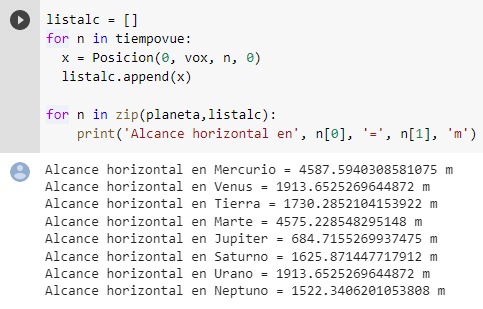 listalc = []
for n in tiempovue:
  x = Posicion(0, vox, n, 0)
  listalc.append(x)

for n in zip(planeta,listalc):
    print('Alcance horizontal en', n[0], '=', n[1], 'm')
Alcance horizontal en Mercurio = 4587.5940308581075 m
Alcance horizontal en Venus = 1913.6525269644872 m
Alcance horizontal en Tierra = 1730.2852104153922 m
Alcance horizontal en Marte = 4575.228548295148 m
Alcance horizontal en Jupiter = 684.7155269937475 m
Alcance horizontal en Saturno = 1625.871447717912 m
Alcance horizontal en Urano = 1913.6525269644872 m
Alcance horizontal en Neptuno = 1522.3406201053808 m